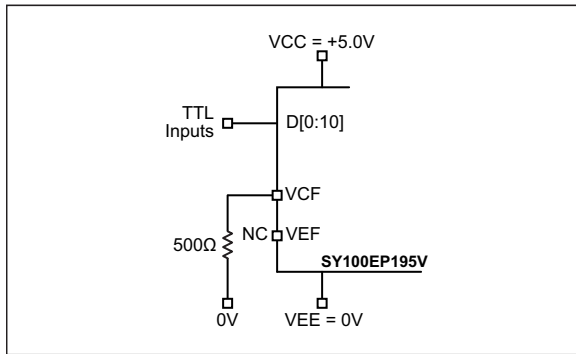 VCC = +5.0V
TTL
Inputs
D[0:10]
VCF
NC
VEF
500Ω
SY100EP195V
0V
VEE = 0V